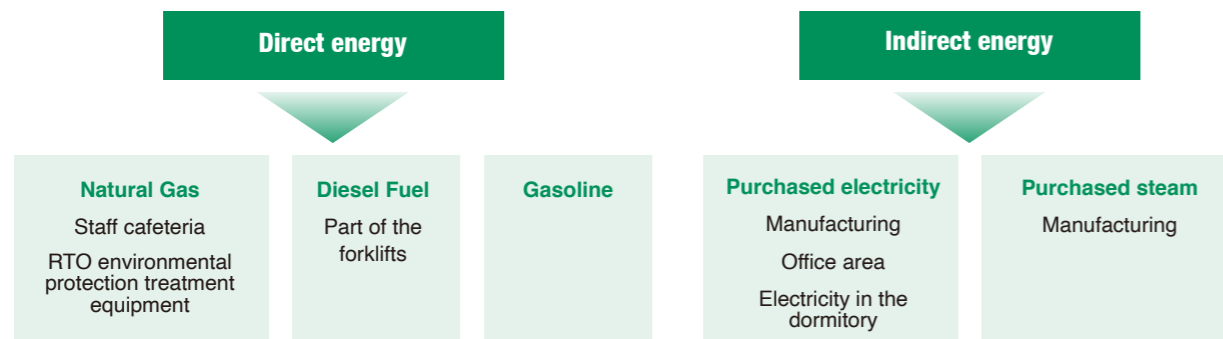 Direct energy
Natural Gas
Staff cafeteria
RTO environmental
protection treatment
equipment
Diesel Fuel
Part of the
forklifts
Gasoline
Indirect energy
Purchased electricity
Manufacturing
Office area
Electricity in the
dormitory
Purchased steam
Manufacturing